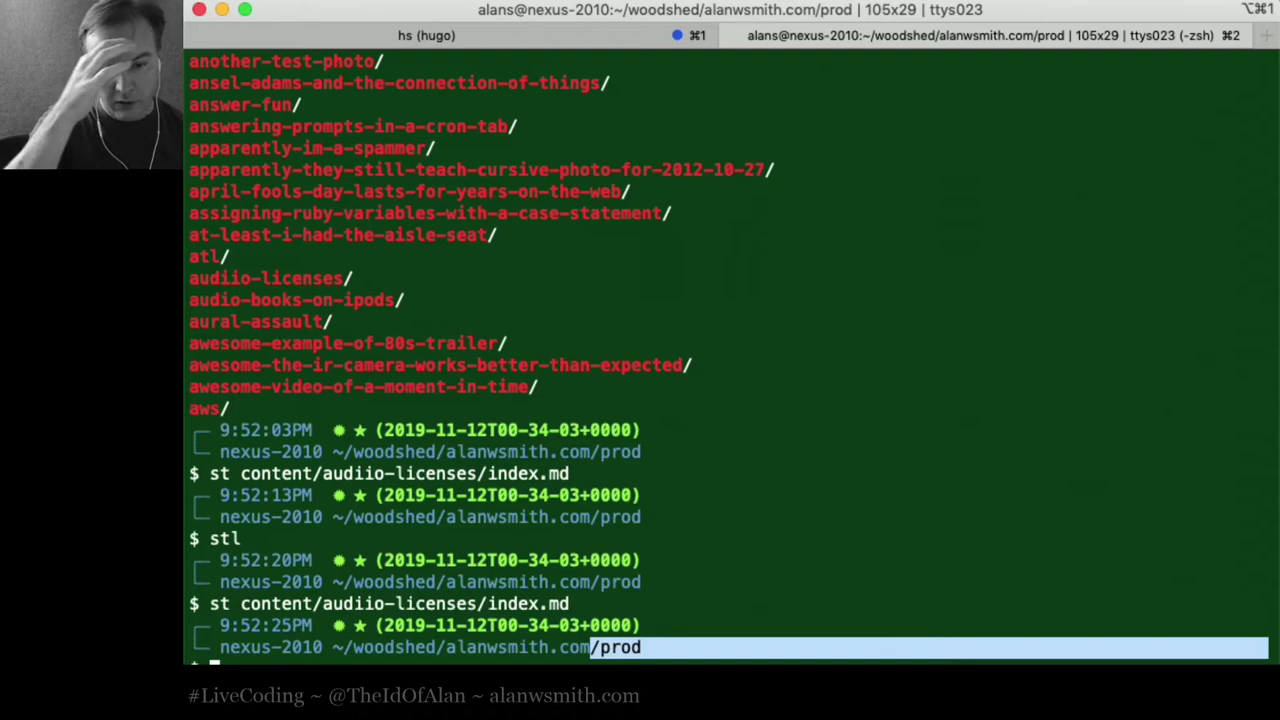 alans@nexus-2010:~/woodshed/alanwsmith.com/prod | 105x29 | ttys023
⌥⌘1
hs (hugo)
⌘1
alans@nexus-2010:~/woodshed/alanwsmith.com/prod | 105x29 | ttys023 (-zsh)
⌘2
another-test-photo/
ansel-adams-and-the-connection-of-things/
answer-fun/
answering-prompts-in-a-cron-tab/
apparently-im-a-spammer/
apparently-they-still-teach-cursive-photo-for-2012-10-27/
april-fools-day-lasts-for-years-on-the-web/
assigning-ruby-variables-with-a-case-statement/
at-least-i-had-the-aisle-seat/
atl/
audiio-licenses/
audio-books-on-ipods/
aural-assault/
awesome-example-of-80s-trailer/
awesome-the-ir-camera-works-better-than-expected/
awesome-video-of-a-moment-in-time/
aws/
9:52:03PM ✹ ★ (2019-11-12T00-34-03+0000)
nexus-2010 ~/woodshed/alanwsmith.com/prod
$ st content/audiio-licenses/index.md
9:52:13PM ✹ ★ (2019-11-12T00-34-03+0000)
nexus-2010 ~/woodshed/alanwsmith.com/prod
$ stl
9:52:20PM ✹ ★ (2019-11-12T00-34-03+0000)
nexus-2010 ~/woodshed/alanwsmith.com/prod
$ st content/audiio-licenses/index.md
9:52:25PM ✹ ★ (2019-11-12T00-34-03+0000)
nexus-2010 ~/woodshed/alanwsmith.com/prod
$
#LiveCoding ~ @TheIdOfAlan ~ alanwsmith.com